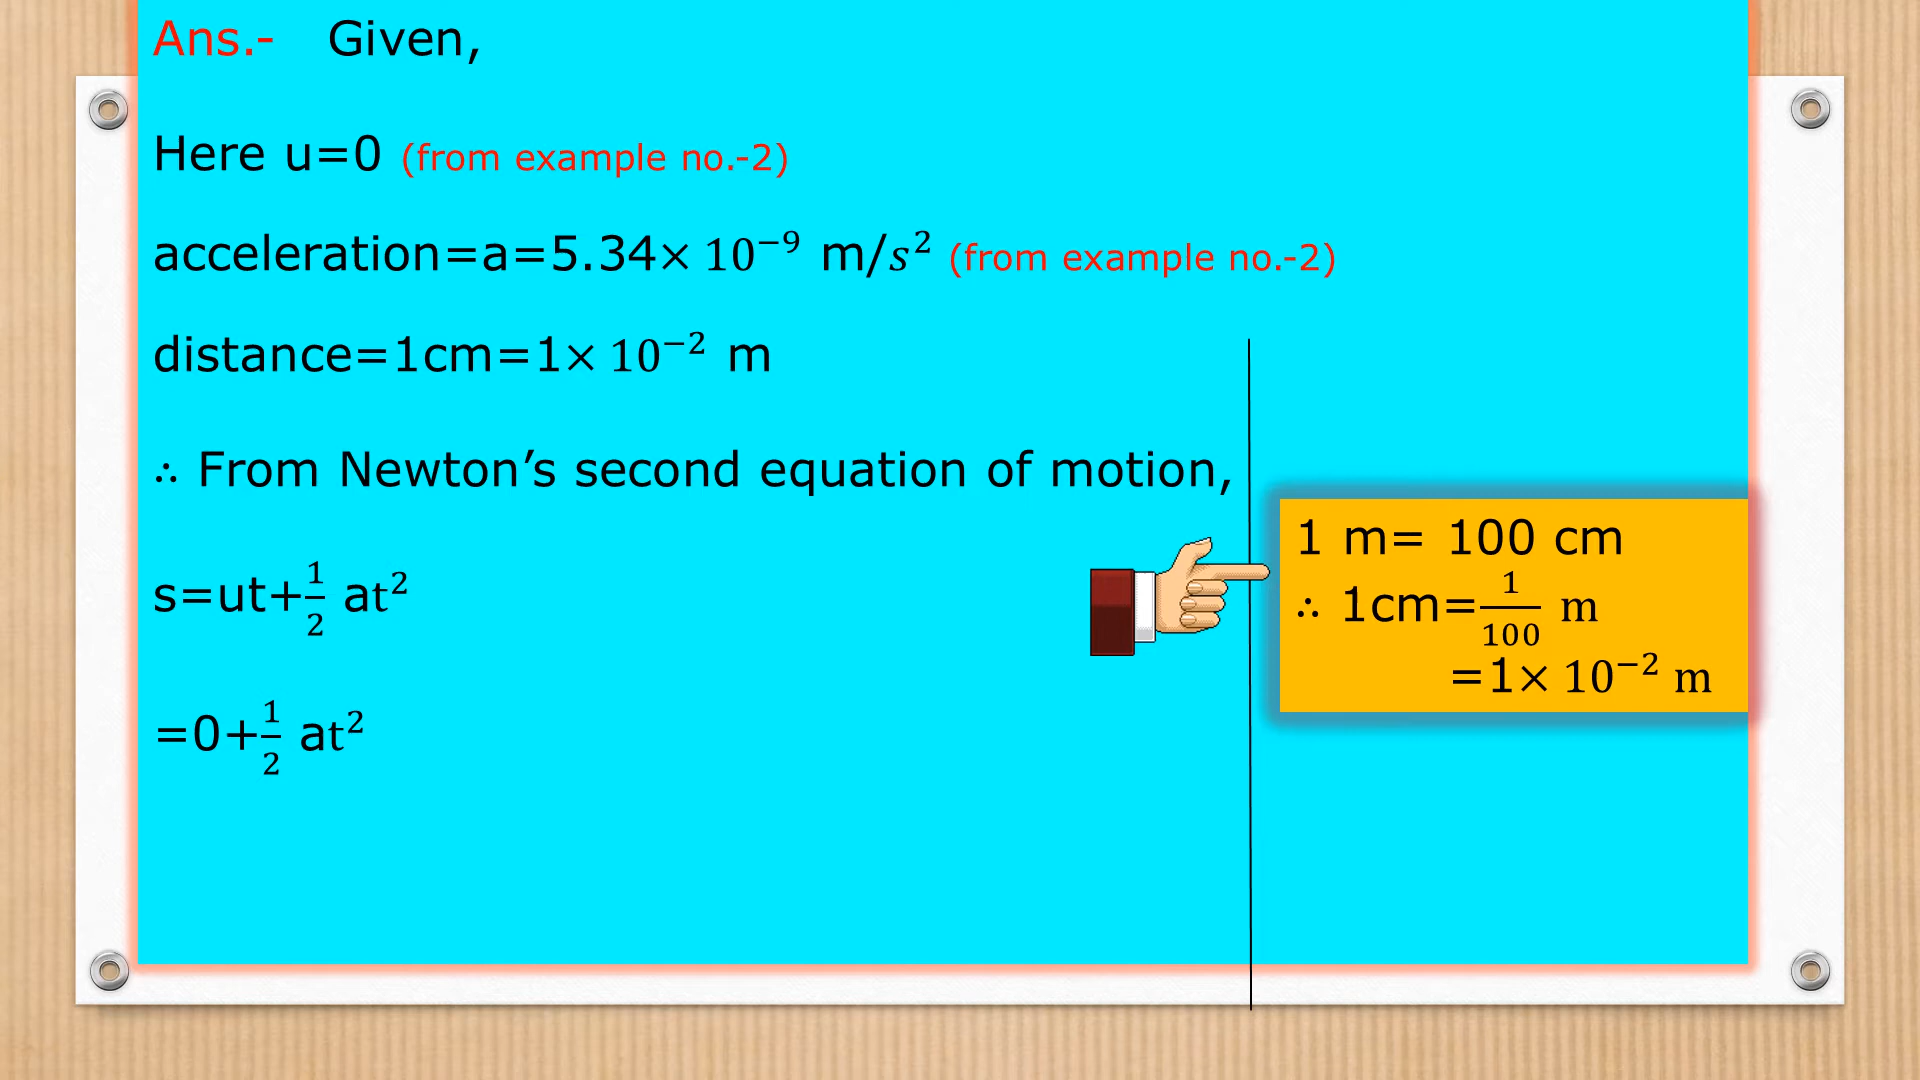 Ans.- Given,
Here u=0 (from example no.-2)
acceleration=a=5.34× 10⁻⁹ m/s² (from example no.-2)
distance=1cm=1× 10⁻² m
∴ From Newton’s second equation of motion,
s=ut+1/2 at²
=0+1/2 at²
1 m= 100 cm
∴ 1cm=1/100 m
=1× 10⁻² m